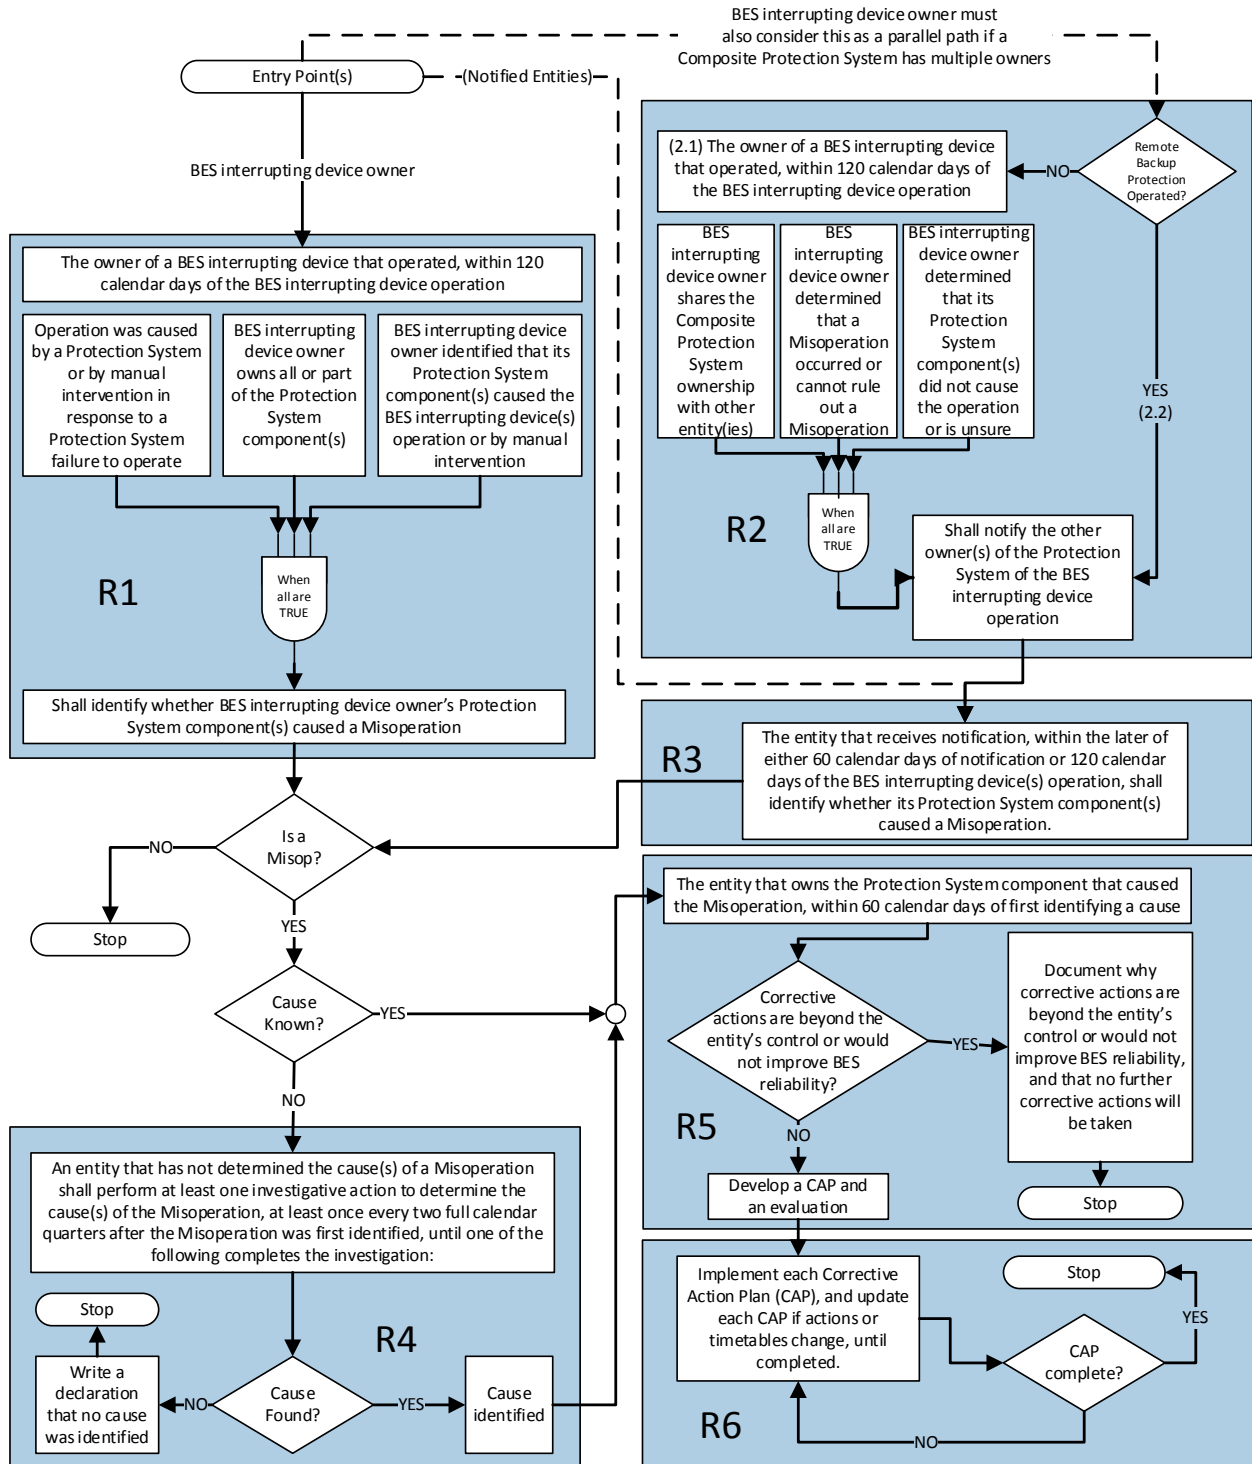 BES interrupting device owner must
also consider this as a parallel path if a
Composite Protection System has multiple owners
Entry Point(s)
(Notified Entities)
BES interrupting device owner
The owner of a BES interrupting device that operated, within 120
calendar days of the BES interrupting device operation
Operation was caused
by a Protection System
or by manual
intervention in
response to a
Protection System
failure to operate
BES interrupting
device owner
owns all or part
of the Protection
System
component(s)
BES interrupting device
owner identified that its
Protection System
component(s) caused the
BES interrupting device(s)
operation or by manual
intervention
When
all are
TRUE
R1
Shall identify whether BES interrupting device owner's Protection
System component(s) caused a Misoperation
Remote
Backup
Protection
Operated?
NO
(2.1) The owner of a BES interrupting device
that operated, within 120 calendar days of
the BES interrupting device operation
BES
interrupting
device owner
shares the
Composite
Protection
System
ownership
with other
entity(ies)
BES
interrupting
device owner
determined
that a
Misoperation
occurred or
cannot rule
out a
Misoperation
BES interrupting
device owner
determined
that its
Protection
System
component(s)
did not cause
the operation
or is unsure
YES
(2.2)
When
all are
TRUE
R2
Shall notify the other
owner(s) of the Protection
System of the BES
interrupting device
operation
R3
The entity that receives notification, within the later of
either 60 calendar days of notification or 120 calendar
days of the BES interrupting device(s) operation, shall
identify whether its Protection System component(s)
caused a Misoperation.
Is a
Misop?
NO
Stop
YES
Cause
Known?
YES
NO
An entity that has not determined the cause(s) of a Misoperation
shall perform at least one investigative action to determine the
cause(s) of the Misoperation, at least once every two full calendar
quarters after the Misoperation was first identified, until one of the
following completes the investigation:
R4
Stop
Write a
declaration
that no cause
was identified
NO
Cause
Found?
YES
Cause
identified
The entity that owns the Protection System component that caused
the Misoperation, within 60 calendar days of first identifying a cause
Corrective
actions are beyond the
entity's control or would
not improve BES
reliability?
YES
Document why
corrective actions are
beyond the entity's
control or would not
improve BES reliability,
and that no further
corrective actions will
be taken
Stop
R5
NO
Develop a CAP and
an evaluation
Implement each Corrective
Action Plan (CAP), and update
each CAP if actions or
timetables change, until
completed.
Stop
YES
CAP
complete?
NO
R6